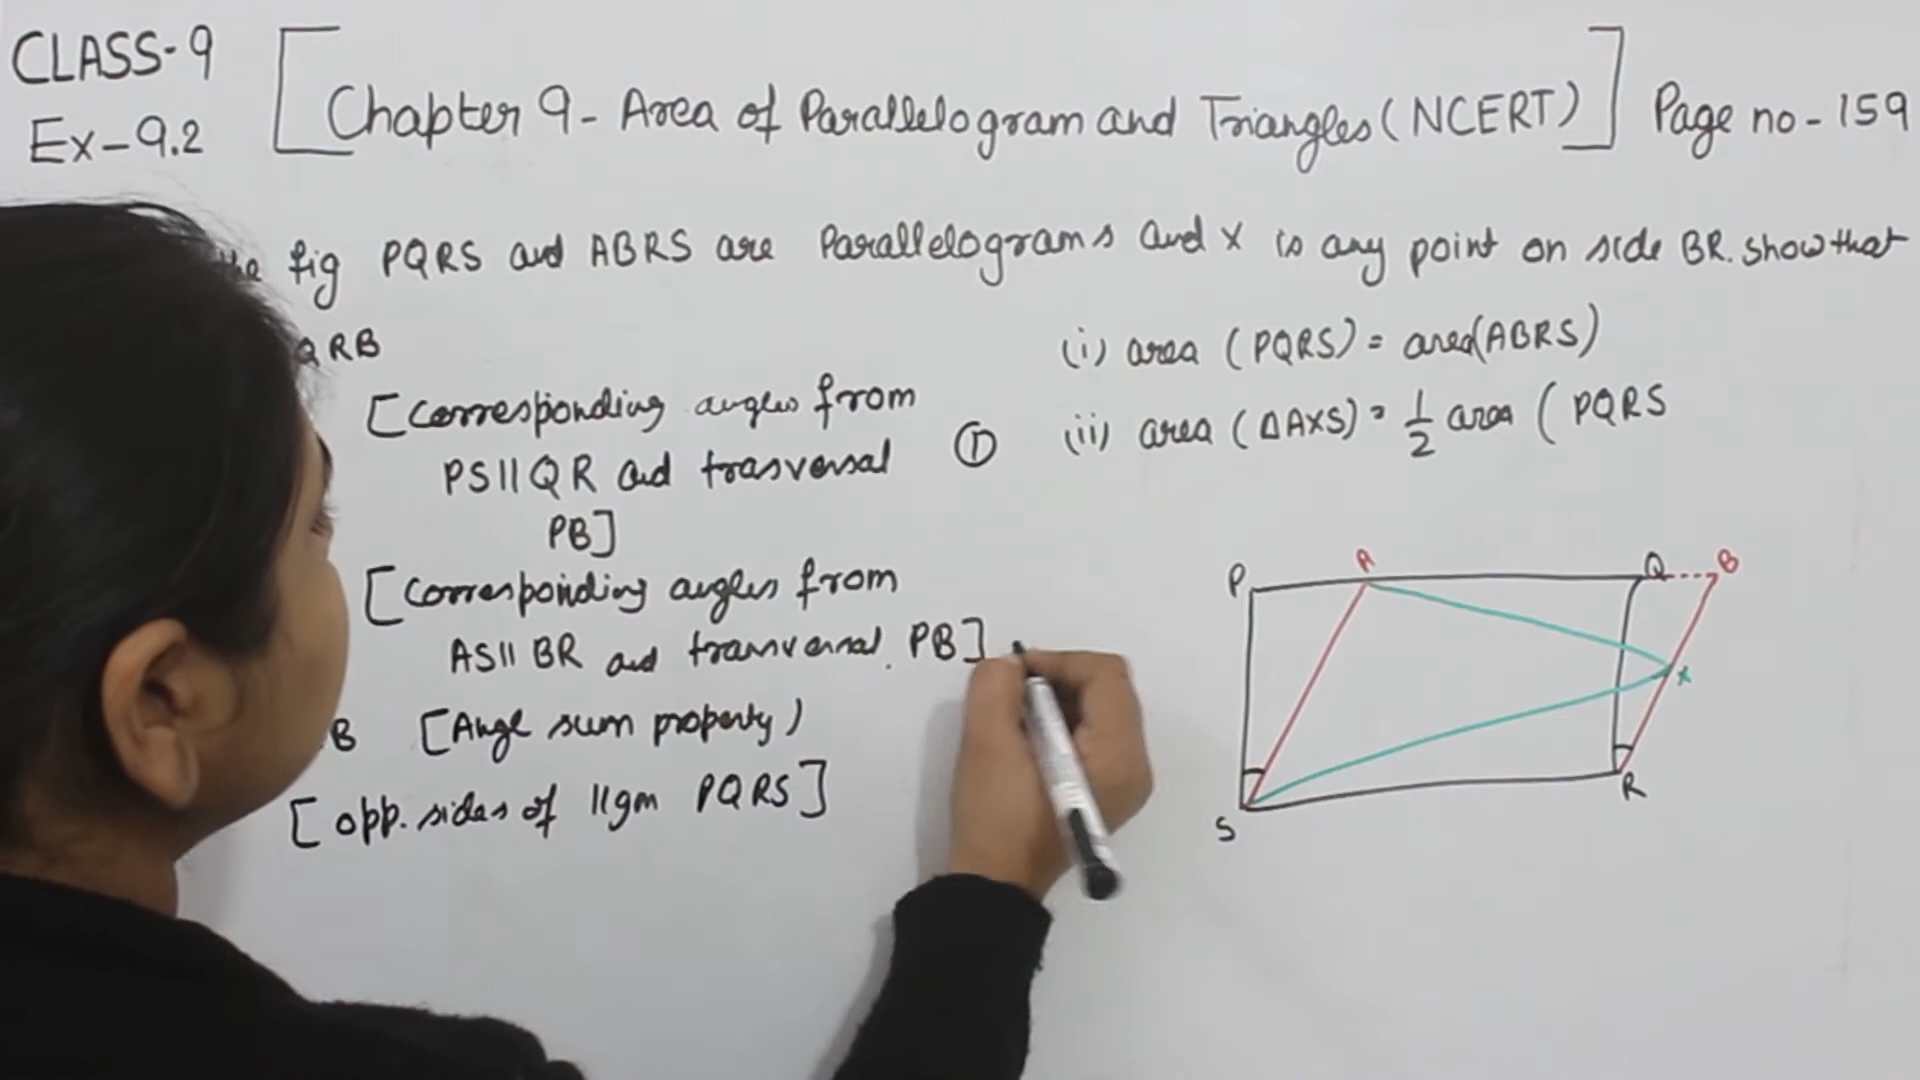 CLASS-9
Ex-9.2
[Chapter 9 - Area of Parallelogram and Triangles (NCERT)] Page no - 159
the fig PQRS and ABRS are Parallelograms and X is any point on side BR. Show that
QRB
(i) area (PQRS) = area(ABRS)
[Corresponding angles from
PS || QR and trasversal
PB]
①
(ii) area (ΔAXS) = 1/2 area (PQRS
[Corresponding angles from
AS || BR and transversal PB]
B [Angl sum property)
[opp. sides of ||gm PQRS]
P A Q B
X
S R